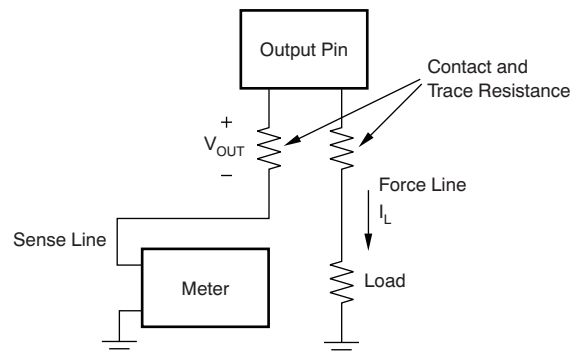 Output Pin
Contact and
Trace Resistance
+
V_OUT
–
Force Line
I_L
Sense Line
Load
Meter